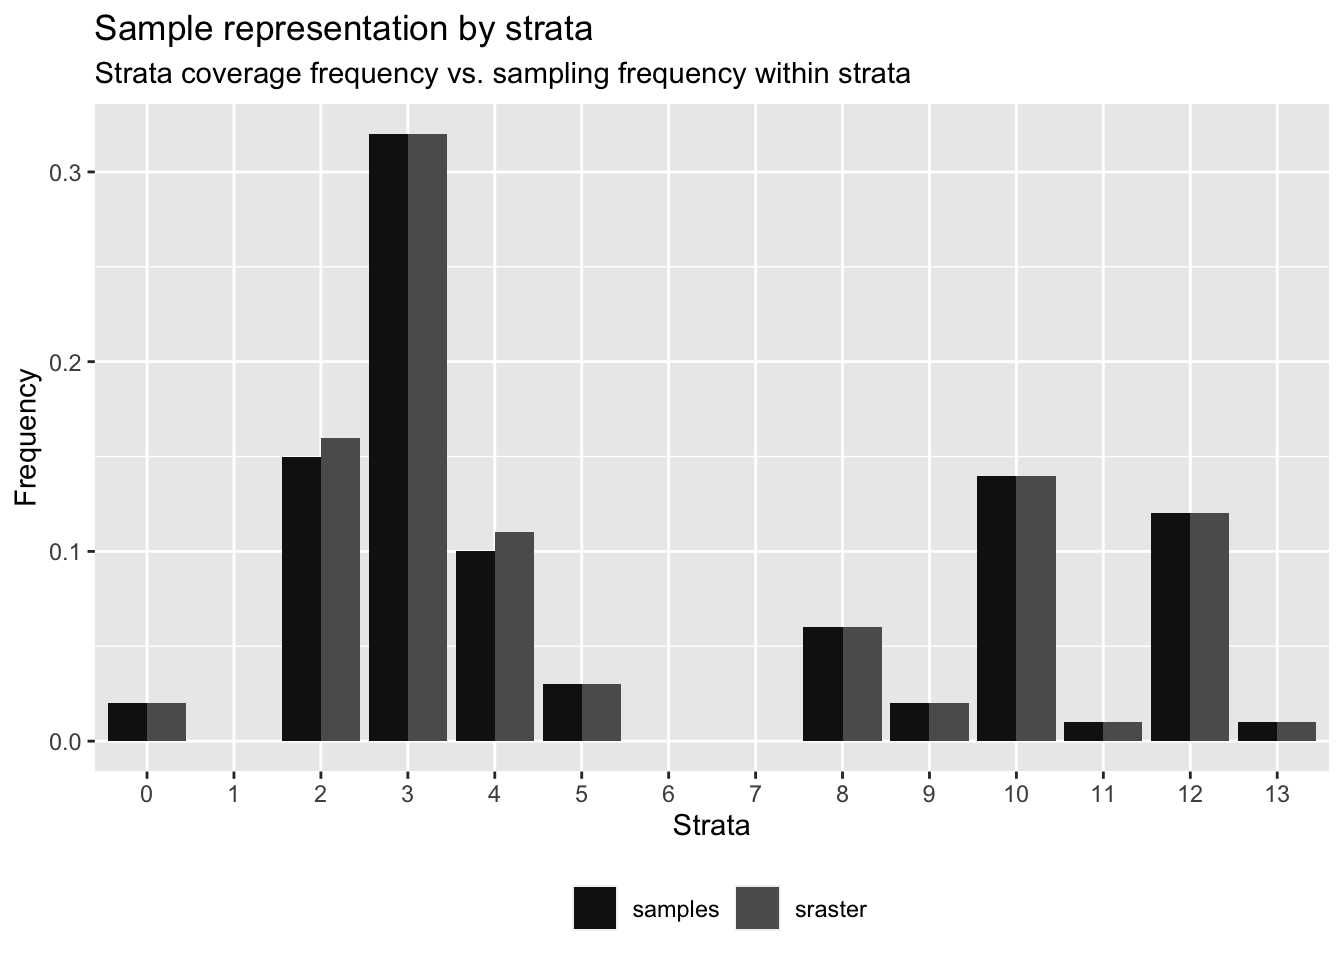 Sample representation by strata
Strata coverage frequency vs. sampling frequency within strata
Frequency
0.3
0.2
0.1
0.0
0 1 2 3 4 5 6 7 8 9 10 11 12 13
Strata
samples sraster